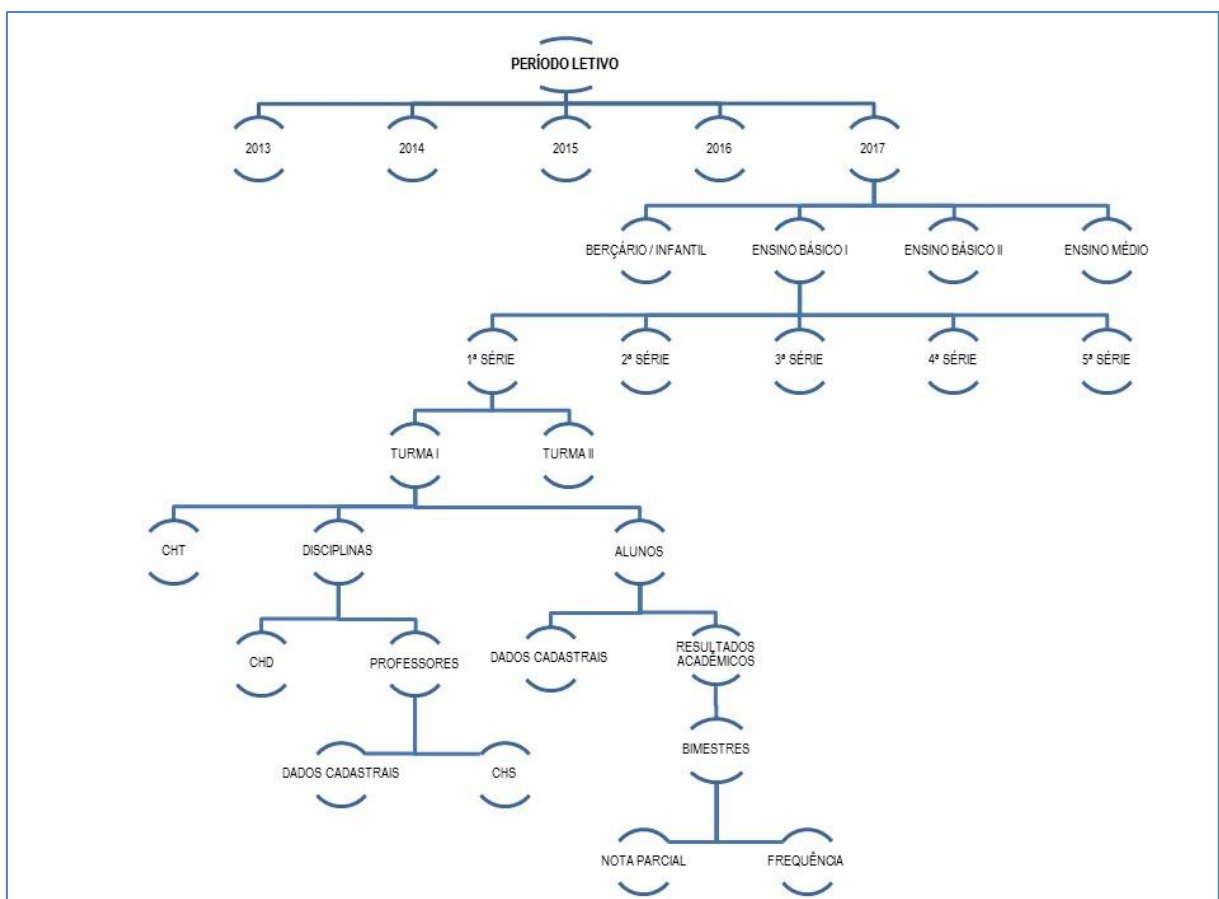 PERÍODO LETIVO
2013
2014
2015
2016
2017
BERÇÁRIO / INFANTIL
ENSINO BÁSICO I
ENSINO BÁSICO II
ENSINO MÉDIO
1ª SÉRIE
2ª SÉRIE
3ª SÉRIE
4ª SÉRIE
5ª SÉRIE
TURMA I
TURMA II
CHT
DISCIPLINAS
ALUNOS
CHD
PROFESSORES
DADOS CADASTRAIS
RESULTADOS
ACADÊMICOS
DADOS CADASTRAIS
CHS
BIMESTRES
NOTA PARCIAL
FREQUÊNCIA